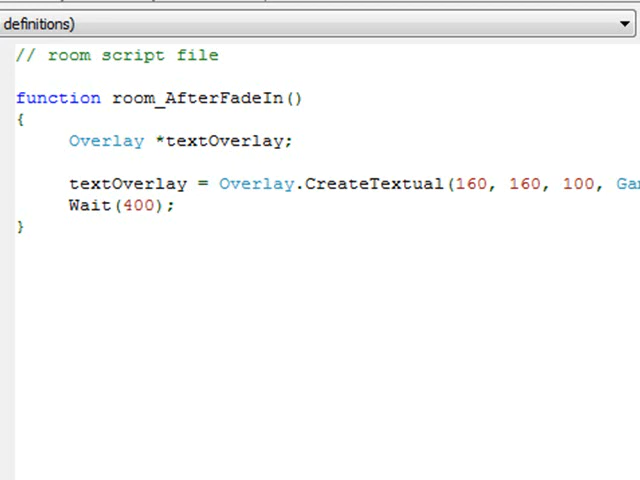 definitions)
// room script file
function room_AfterFadeIn()
{
Overlay *textOverlay;
textOverlay = Overlay.CreateTextual(160, 160, 100,
Wait(400);
}